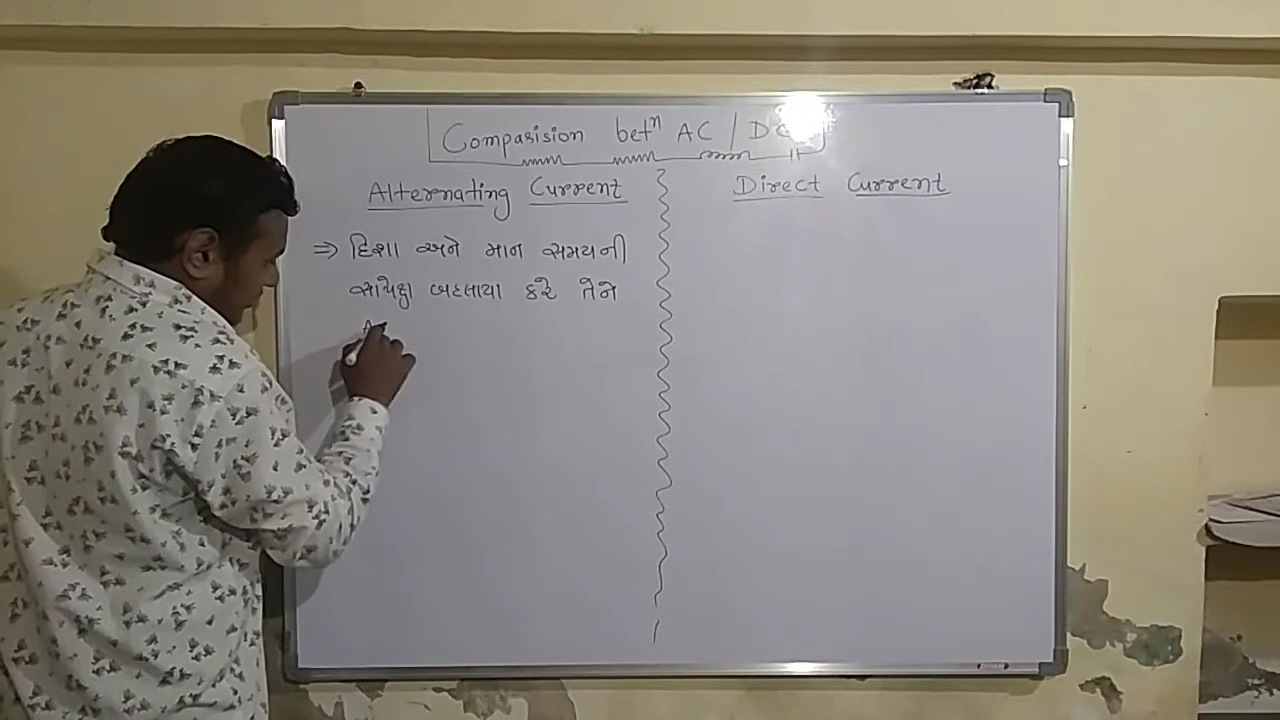 Comparision betn AC / DC
Alternating Current
Direct Current
⇒ દિશા અને માન સમયની
સાપેક્ષ બદલાયા કરે તેને
A